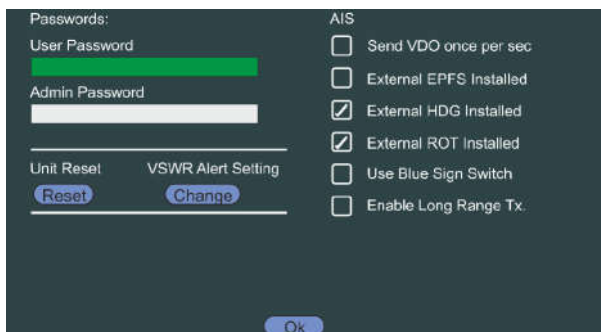 Passwords:
User Password
Admin Password
Unit Reset
VSWR Alert Setting
Reset
Change
AIS
Send VDO once per sec
External EPFS Installed
External HDG Installed
External ROT Installed
Use Blue Sign Switch
Enable Long Range Tx.
Ok